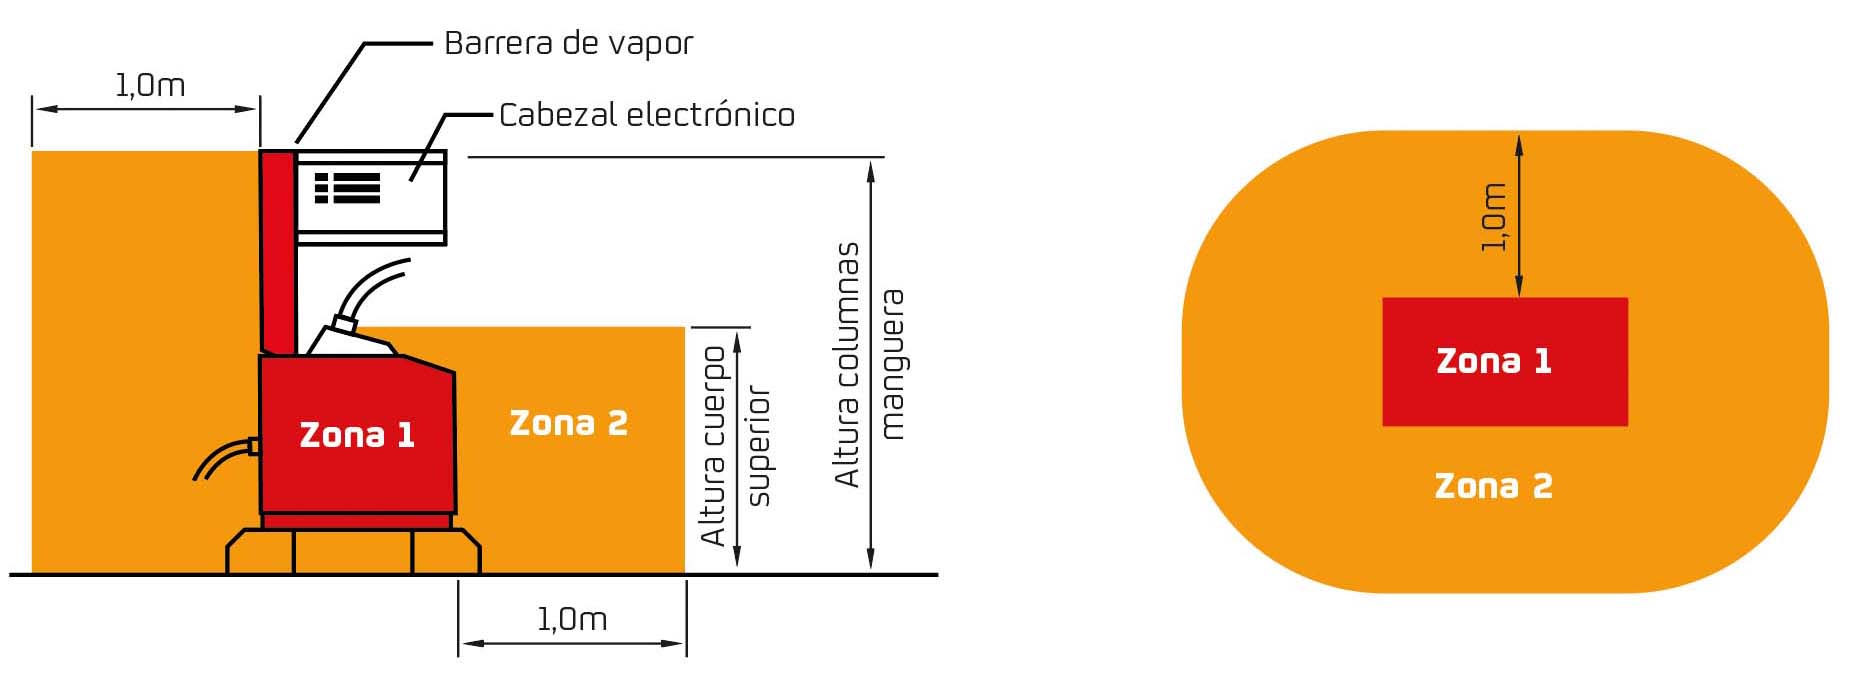 Barrera de vapor
1,0m
Cabezal electrónico
Altura columnas
manguera
Altura cuerpo
superior
Zona 1
Zona 2
1,0m
1,0m
Zona 1
Zona 2